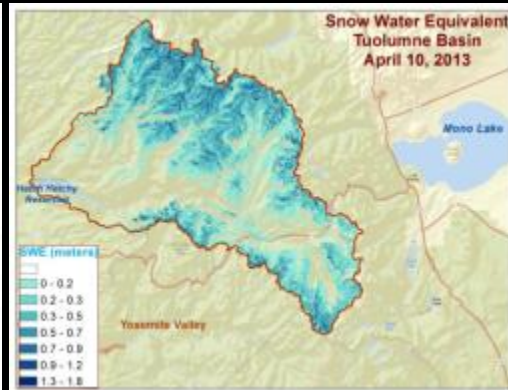 Snow Water Equivalent
Tuolumne Basin
April 10, 2013
Mono Lake
Hetch Hetchy
Reservoir
SWE (meters)
0 - 0.2
0.2 - 0.3
0.3 - 0.5
0.5 - 0.7
0.7 - 0.9
0.9 - 1.2
1.3 - 1.8
Yosemite Valley